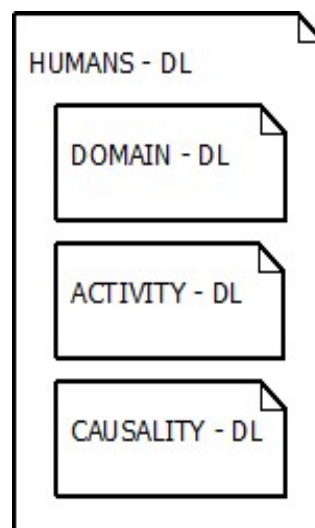 HUMANS - DL
DOMAIN - DL
ACTIVITY - DL
CAUSALITY - DL